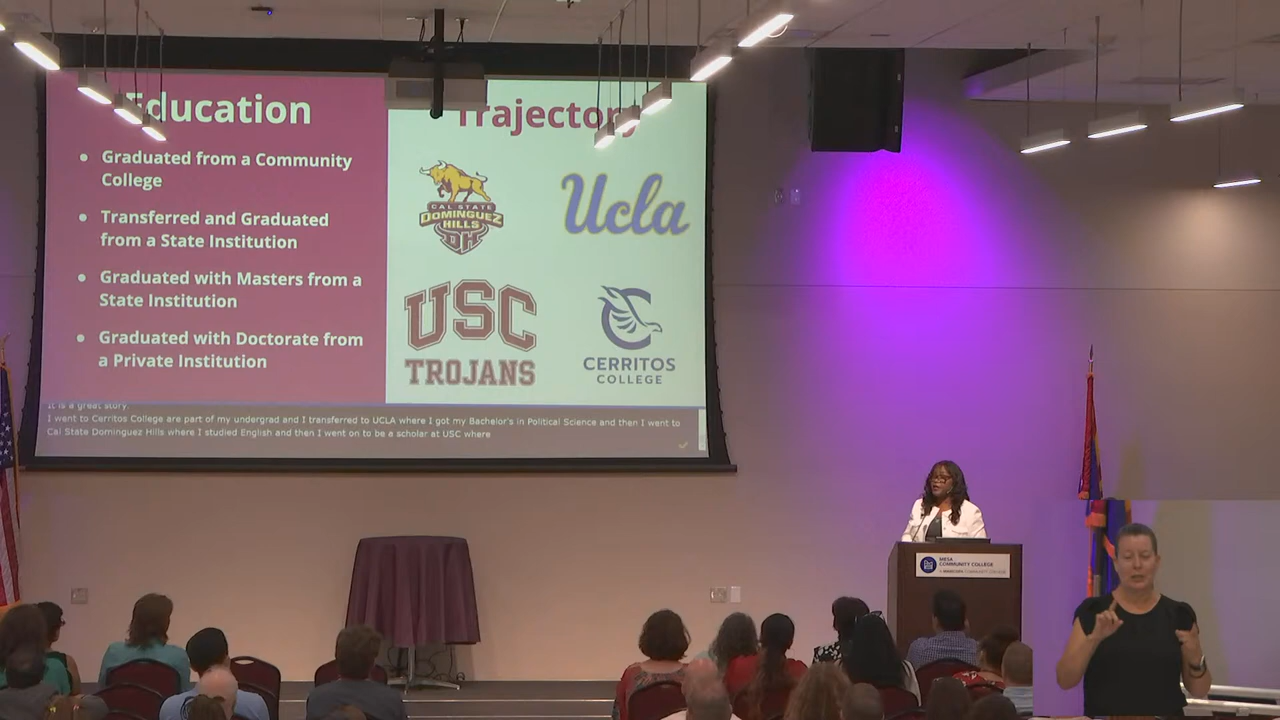 Education
Graduated from a Community
College
Transferred and Graduated
from a State Institution
Graduated with Masters from a
State Institution
Graduated with Doctorate from
a Private Institution
Trajectory
CAL STATE
DOMINGUEZ
HILLS
DH
Ucla
USC
TROJANS
CERRITOS
COLLEGE
It is a great story.
I went to Cerritos College are part of my undergrad and I transferred to UCLA where I got my Bachelor's in Political Science and then I went to
Cal State Dominguez Hills where I studied English and then I went on to be a scholar at USC where
MESA
COMMUNITY COLLEGE